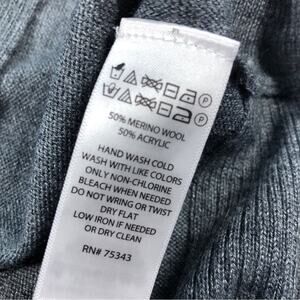 50% MERINO WOOL
50% ACRYLIC
HAND WASH COLD
WASH WITH LIKE COLORS
ONLY NON-CHLORINE
BLEACH WHEN NEEDED
DO NOT WRING OR TWIST
DRY FLAT
LOW IRON IF NEEDED
OR DRY CLEAN
RN# 75343